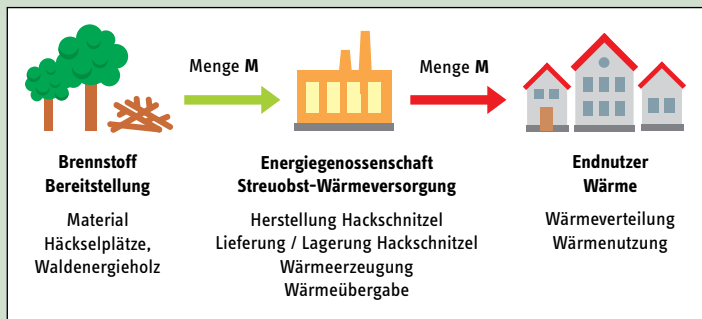 Menge M
Menge M
Brennstoff
Bereitstellung
Material
Häckselplätze,
Waldenergieholz
Energiegenossenschaft
Streuobst-Wärmeversorgung
Herstellung Hackschnitzel
Lieferung / Lagerung Hackschnitzel
Wärmeerzeugung
Wärmeübergabe
Endnutzer
Wärme
Wärmeverteilung
Wärmenutzung